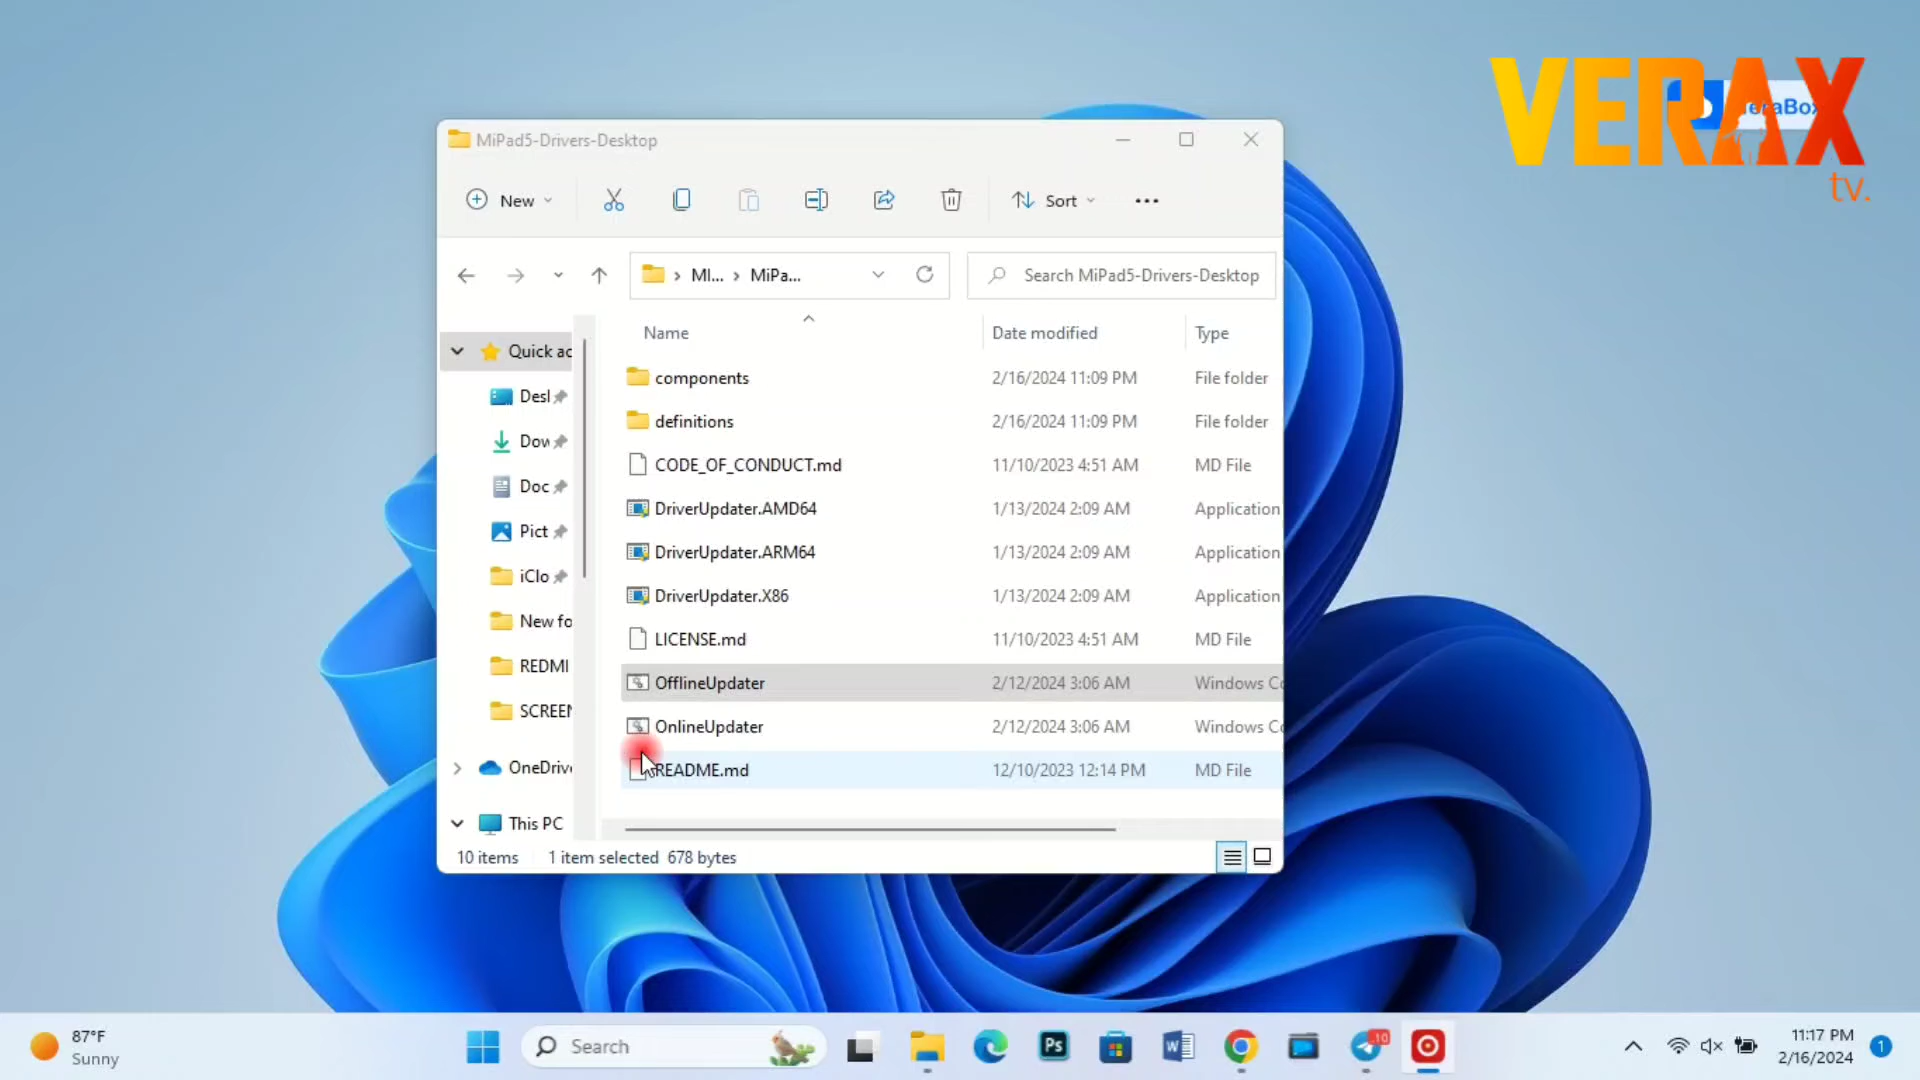 VERAX
tv.
MiPad5-Drivers-Desktop
New
Sort
MI... MiPa...
Search MiPad5-Drivers-Desktop
Name Date modified Type
Quick ac
Desl
Dov
Doc
Pict
iClo
New fo
REDMI
SCREEN
OneDriv
This PC
components 2/16/2024 11:09 PM File folder
definitions 2/16/2024 11:09 PM File folder
CODE_OF_CONDUCT.md 11/10/2023 4:51 AM MD File
DriverUpdater.AMD64 1/13/2024 2:09 AM Application
DriverUpdater.ARM64 1/13/2024 2:09 AM Application
DriverUpdater.X86 1/13/2024 2:09 AM Application
LICENSE.md 11/10/2023 4:51 AM MD File
OfflineUpdater 2/12/2024 3:06 AM Windows Co
OnlineUpdater 2/12/2024 3:06 AM Windows Co
README.md 12/10/2023 12:14 PM MD File
10 items 1 item selected 678 bytes
87°F
Sunny
Search
Ps
W
10
11:17 PM
2/16/2024
1